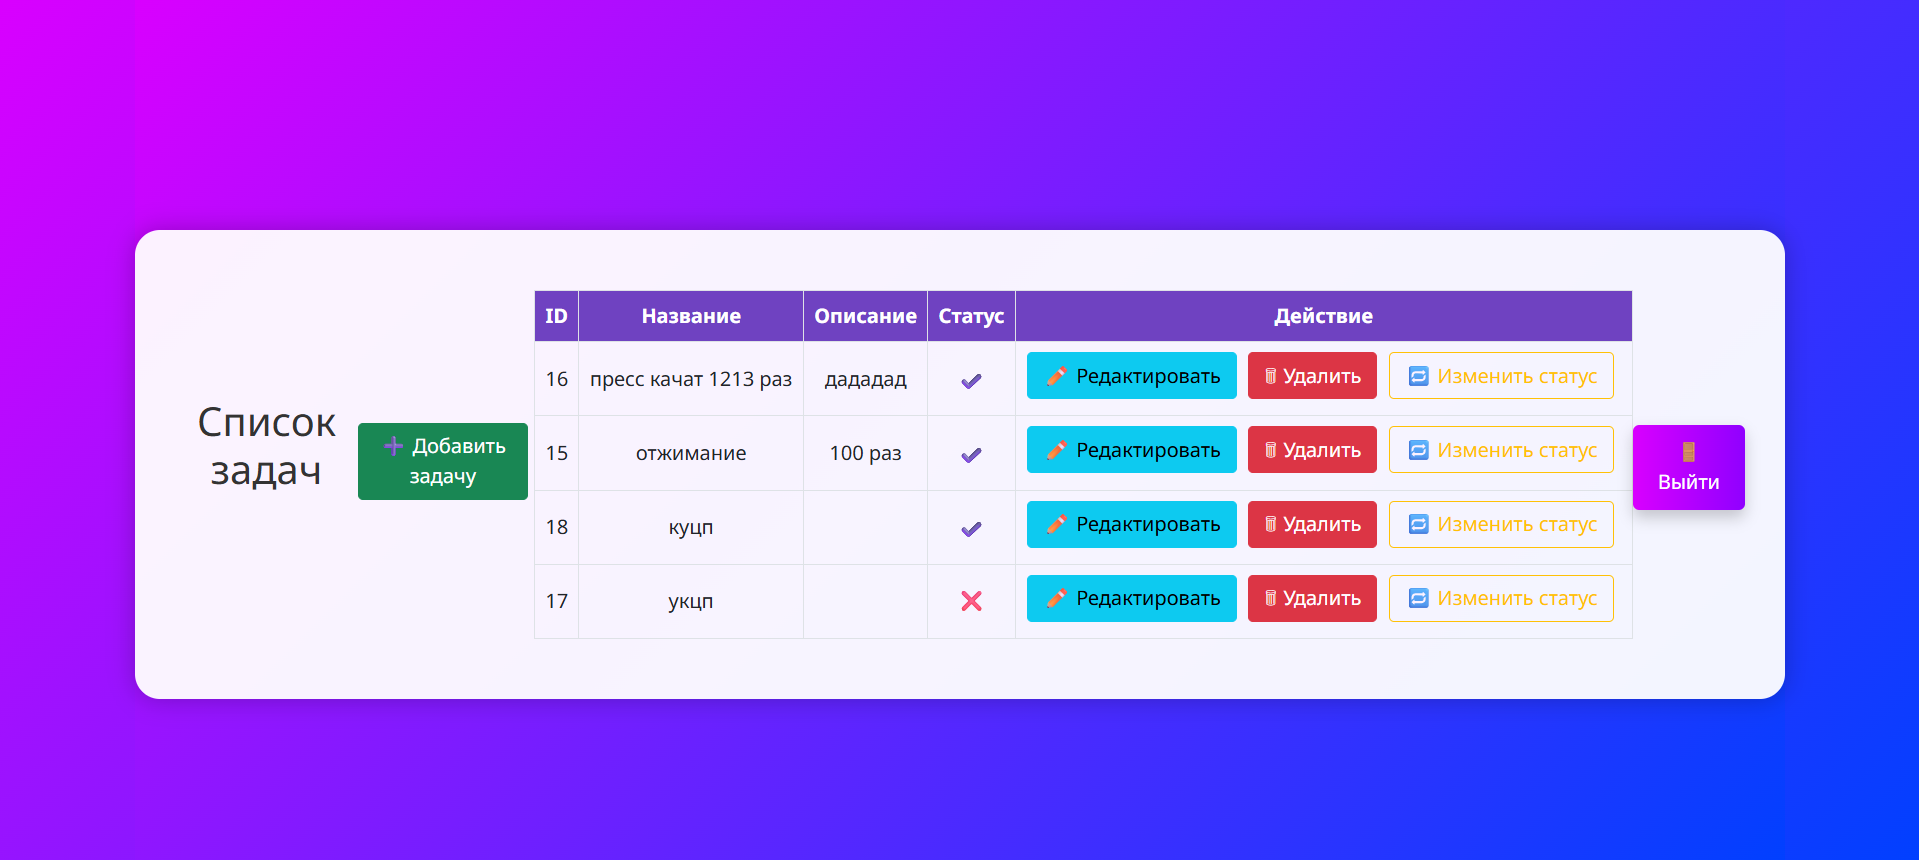 Список
задач
➕ Добавить
задачу
ID Название Описание Статус Действие
16 пресс качат 1213 раз дададад ✔ ✏️ Редактировать 🗑 Удалить 🔁 Изменить статус
15 отжимание 100 раз ✔ ✏️ Редактировать 🗑 Удалить 🔁 Изменить статус
18 куцп ✔ ✏️ Редактировать 🗑 Удалить 🔁 Изменить статус
17 укцп ❌ ✏️ Редактировать 🗑 Удалить 🔁 Изменить статус
🚪
Выйти